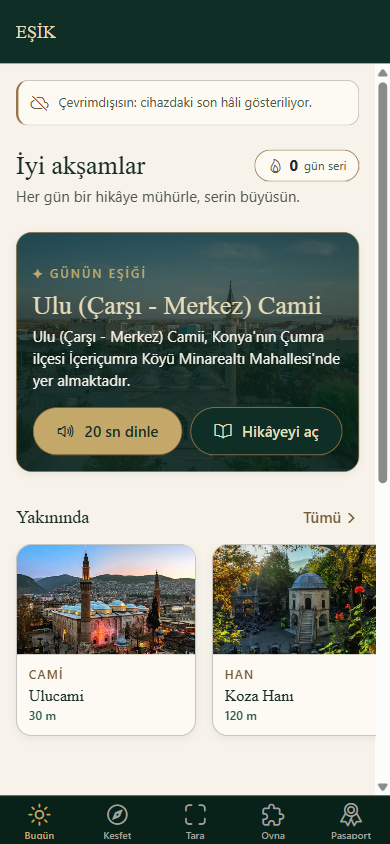 EŞİK
Çevrimdışısın: cihazdaki son hâli gösteriliyor.
İyi akşamlar
0 gün seri
Her gün bir hikâye mühürle, serin büyüsün.
GÜNÜN EŞİĞİ
Ulu (Çarşı - Merkez) Camii
Ulu (Çarşı - Merkez) Camii, Konya'nın Çumra
ilçesi İçeriçumra Köyü Minarealtı Mahallesi'nde
yer almaktadır.
20 sn dinle
Hikâyeyi aç
Yakınında
Tümü
CAMİ
Ulucami
30 m
HAN
Koza Hanı
120 m
Bugün
Keşfet
Tara
Oyna
Pasaport